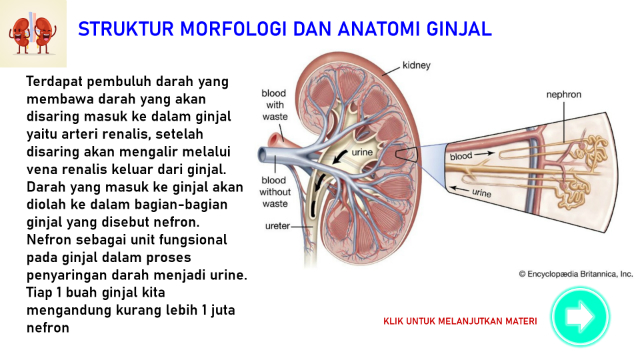 STRUKTUR MORFOLOGI DAN ANATOMI GINJAL
Terdapat pembuluh darah yang
membawa darah yang akan
disaring masuk ke dalam ginjal
yaitu arteri renalis, setelah
disaring akan mengalir melalui
vena renalis keluar dari ginjal.
Darah yang masuk ke ginjal akan
diolah ke dalam bagian-bagian
ginjal yang disebut nefron.
Nefron sebagai unit fungsional
pada ginjal dalam proses
penyaringan darah menjadi urine.
Tiap 1 buah ginjal kita
mengandung kurang lebih 1 juta
nefron
kidney
blood
with
waste
urine
blood
without
waste
ureter
nephron
blood
urine
© Encyclopædia Britannica, Inc.
KLIK UNTUK MELANJUTKAN MATERI